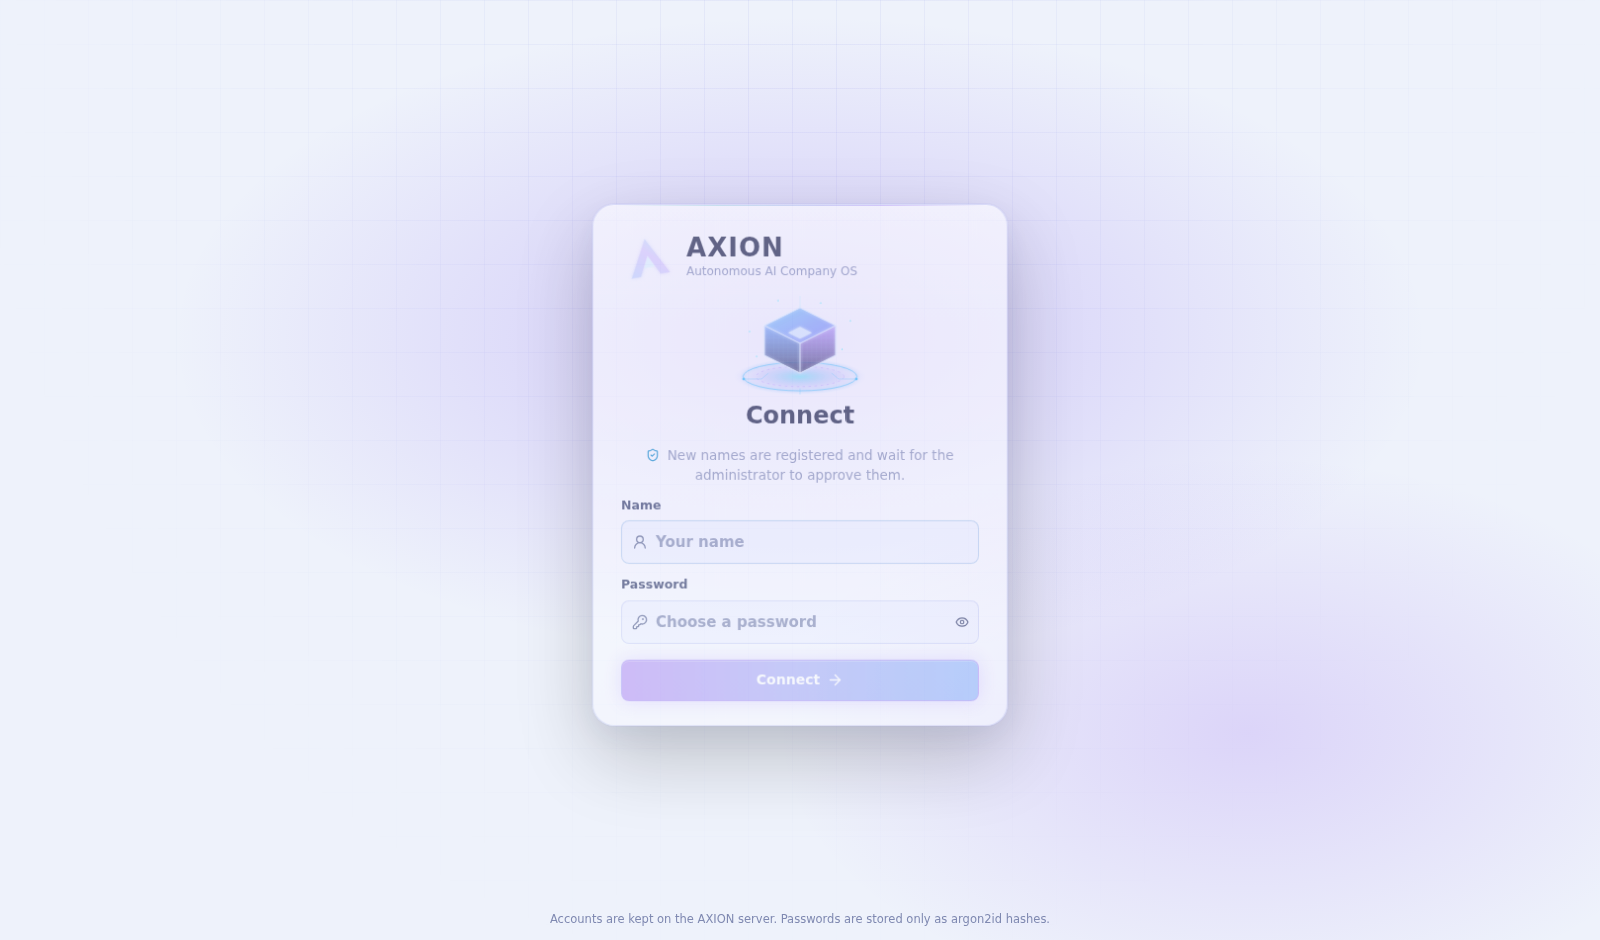 AXION
Autonomous AI Company OS
Connect
New names are registered and wait for the
administrator to approve them.
Name
Your name
Password
Choose a password
Connect
Accounts are kept on the AXION server. Passwords are stored only as argon2id hashes.